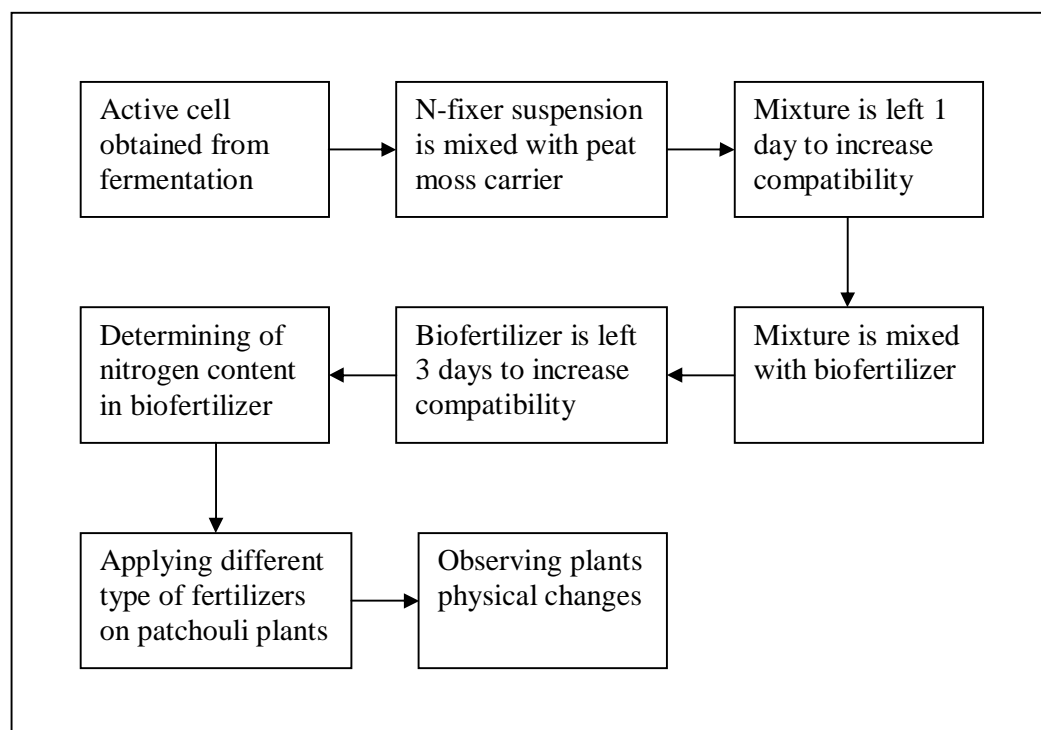 Active cell
obtained from
fermentation
N-fixer suspension
is mixed with peat
moss carrier
Mixture is left 1
day to increase
compatibility
Mixture is mixed
with biofertilizer
Biofertilizer is left
3 days to increase
compatibility
Determining of
nitrogen content
in biofertilizer
Applying different
type of fertilizers
on patchouli plants
Observing plants
physical changes